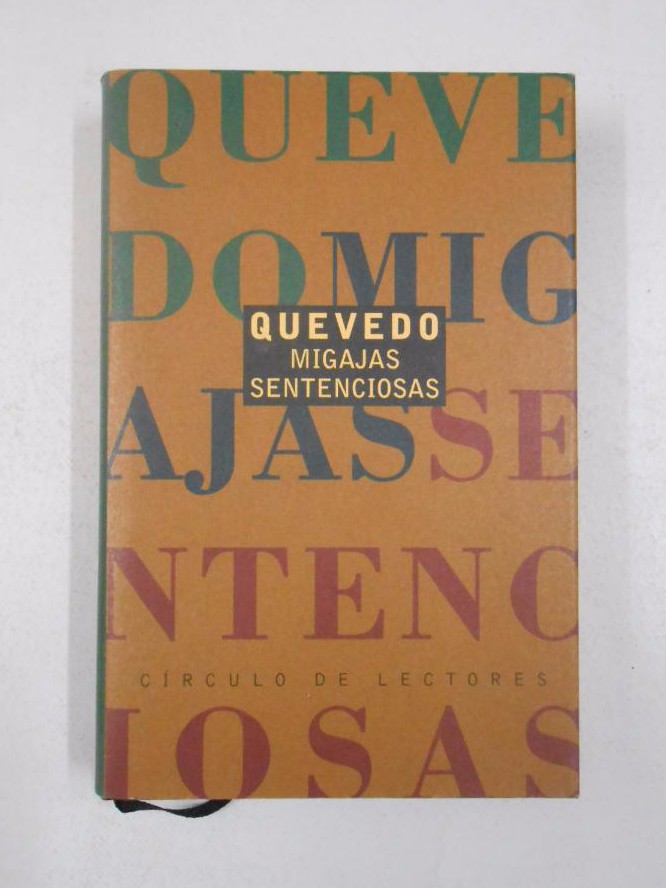 QUEVE
DOMIG
QUEVEDO
MIGAJAS
SENTENCIOSAS
AJASSE
NTENC
CÍRCULO DE LECTORES
IOSAS